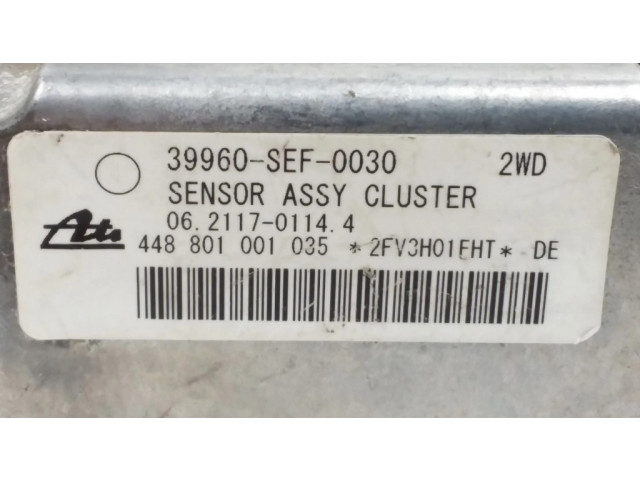 39960-SEF-0030 2WD
SENSOR ASSY CLUSTER
Ate 06.2117-0114.4
448 801 001 035 *2FV3H01FHT* DE